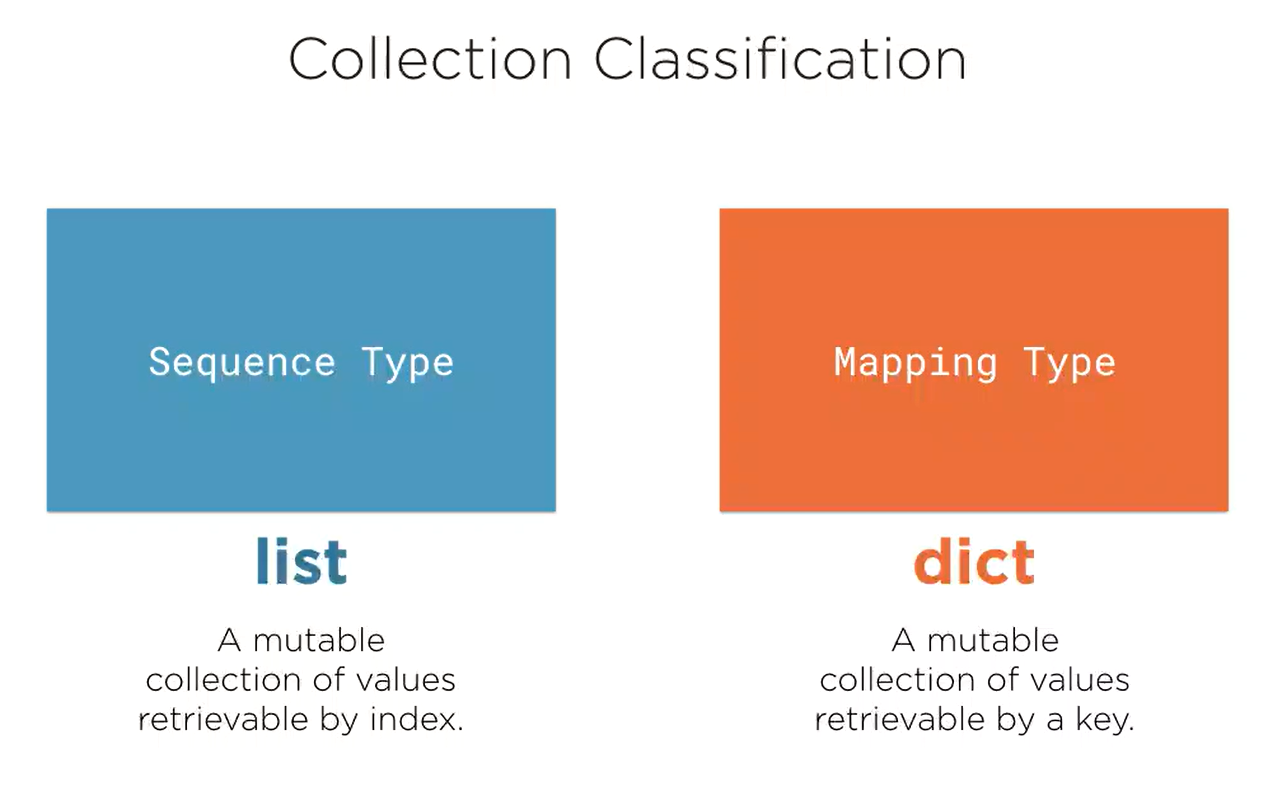 Collection Classification
Sequence Type
list
A mutable
collection of values
retrievable by index.
Mapping Type
dict
A mutable
collection of values
retrievable by a key.